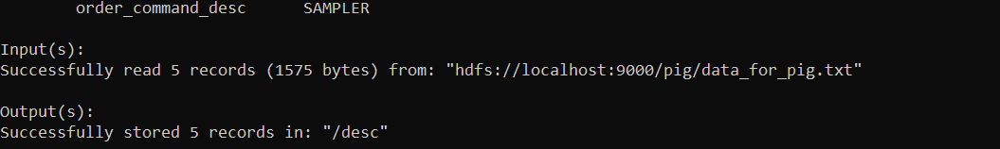 order_command_desc SAMPLER
Input(s):
Successfully read 5 records (1575 bytes) from: "hdfs://localhost:9000/pig/data_for_pig.txt"
Output(s):
Successfully stored 5 records in: "/desc"